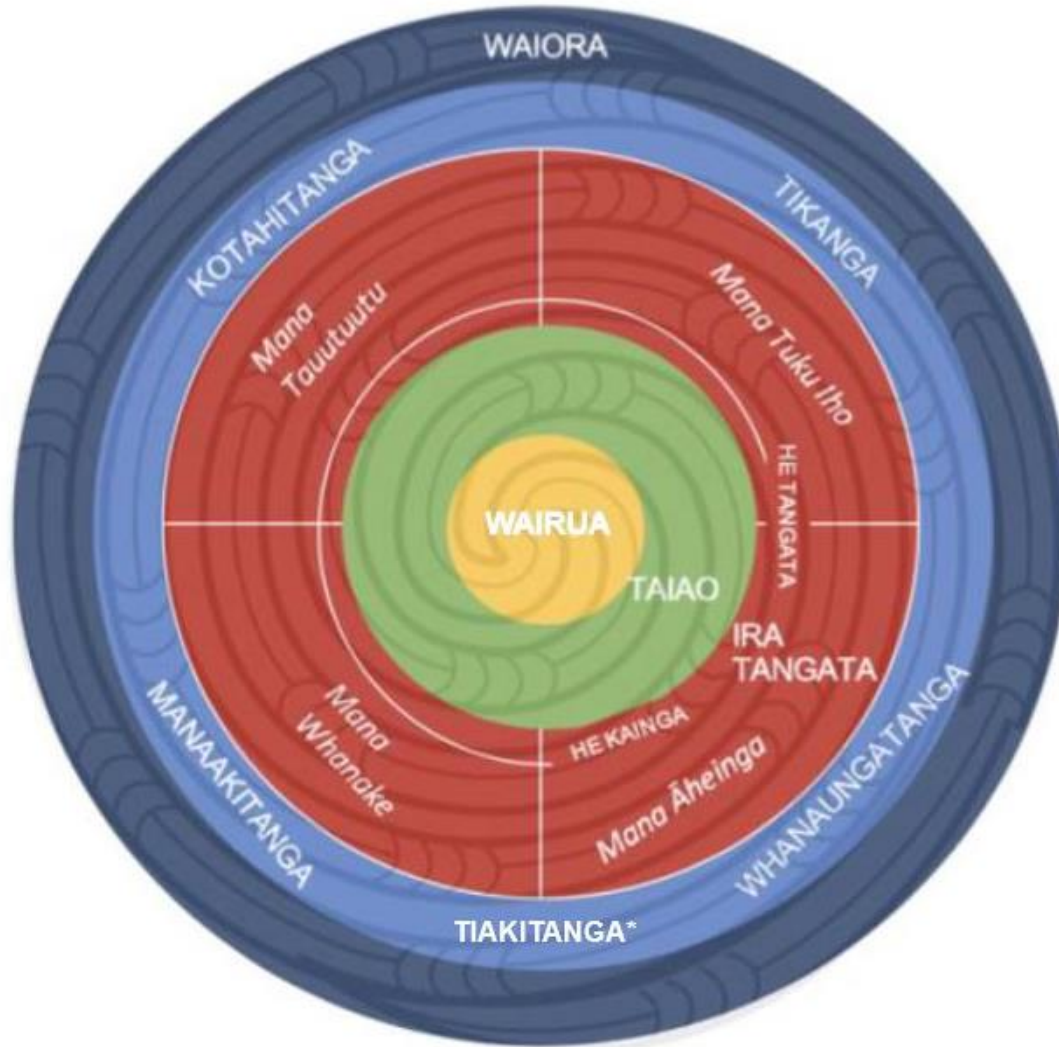 WAIORA
KOTAHITANGA
TIKANGA
Mana
Tauutuutu
Mana Tuku Iho
HE TANGATA
WAIRUA
TAIAO
IRA
TANGATA
HE KAINGA
Mana
Whanake
Mana Āheinga
MANAAKITANGA
WHANAUNGATANGA
TIAKITANGA*